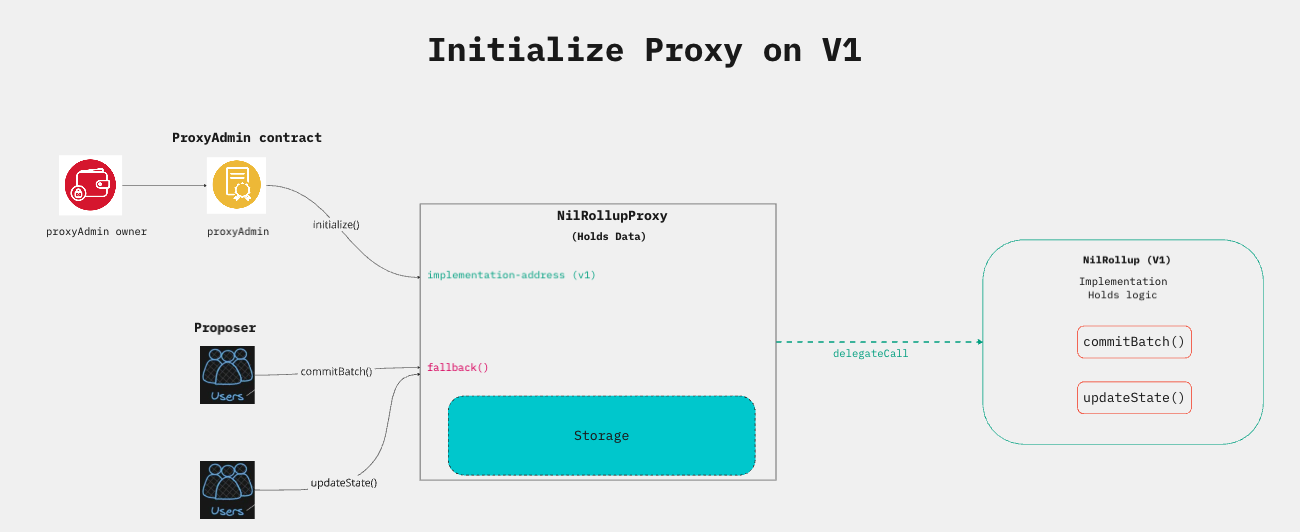 Initialize Proxy on V1
ProxyAdmin contract
proxyAdmin owner
proxyAdmin
initialize()
NilRollupProxy
(Holds Data)
implementation-address (v1)
Proposer
Users
commitBatch()
fallback()
Storage
Users
updateState()
delegateCall
NilRollup (V1)
Implementation
Holds logic
commitBatch()
updateState()